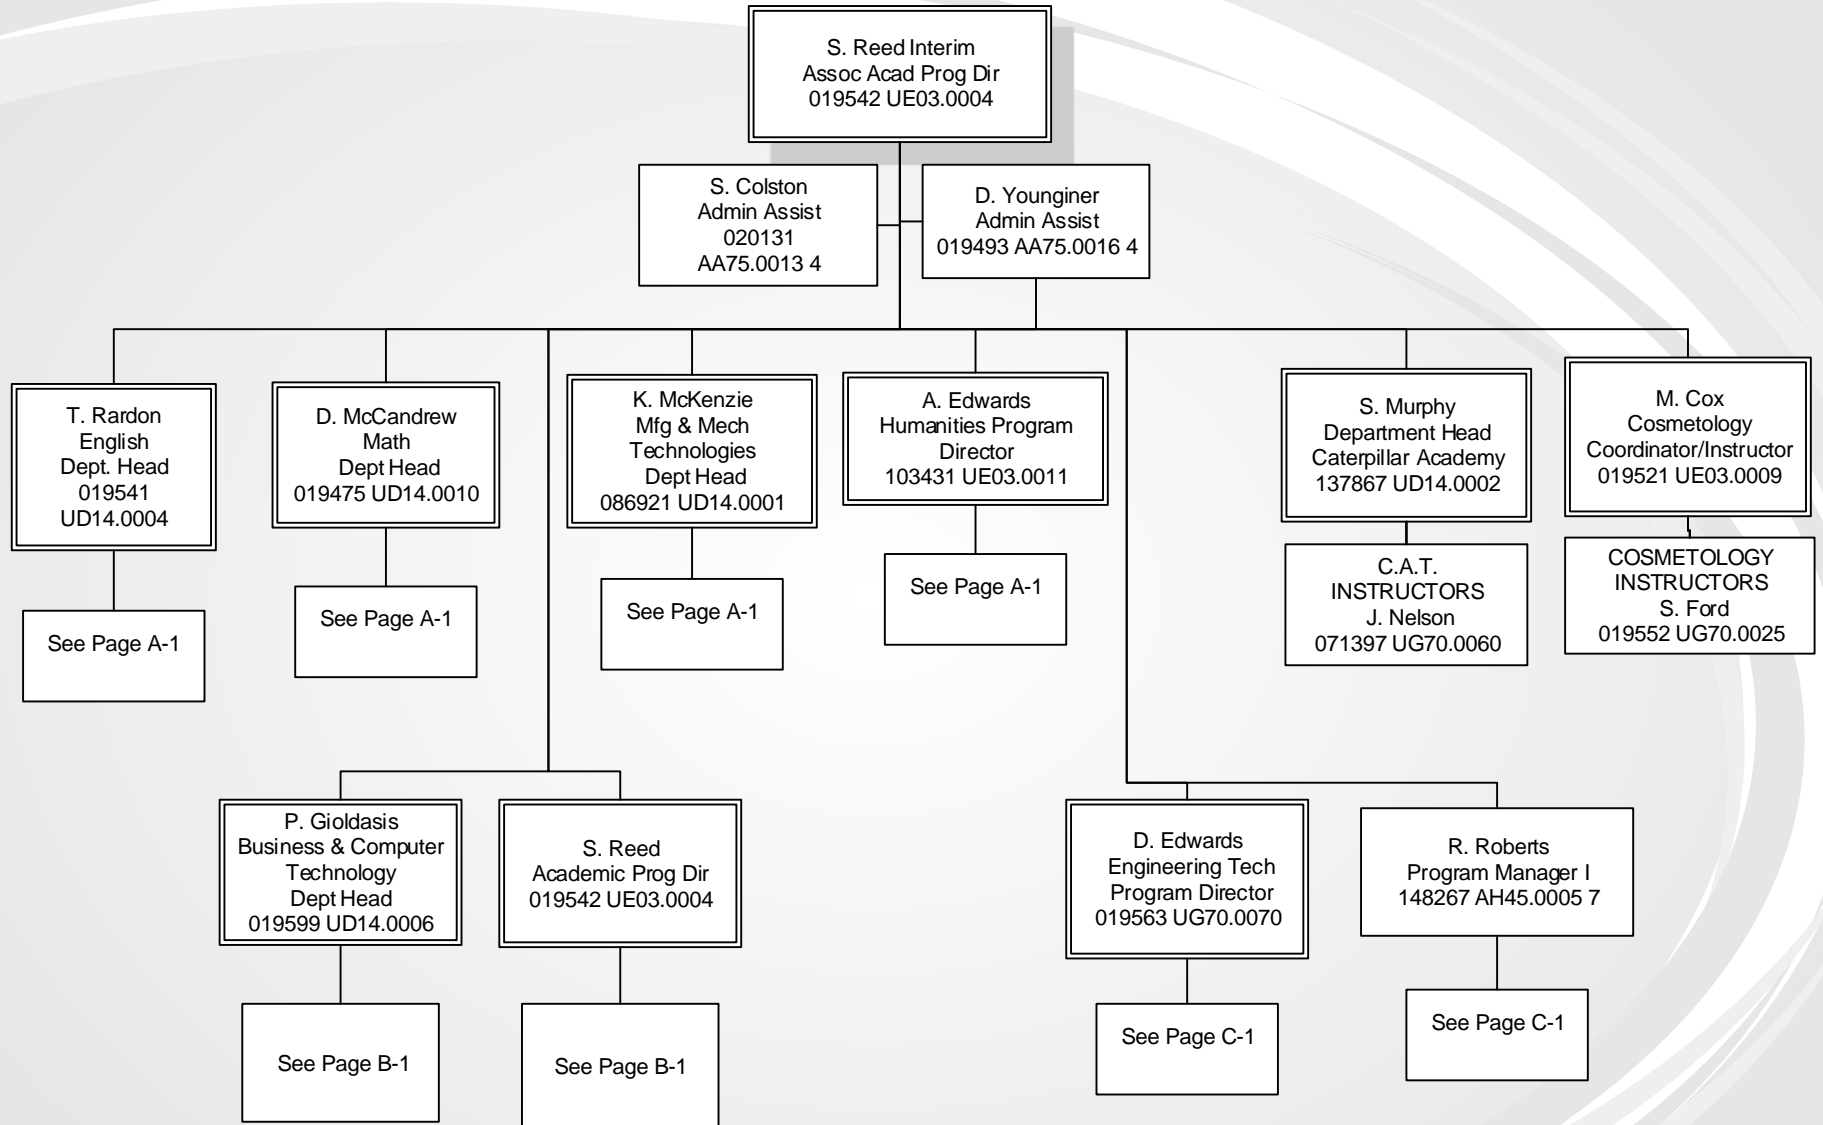 S. Reed Interim
Assoc Acad Prog Dir
019542 UE03.0004
S. Colston
Admin Assist
020131
AA75.0013 4
D. Younginer
Admin Assist
019493 AA75.0016 4
T. Rardon
English
Dept. Head
019541
UD14.0004
D. McCandrew
Math
Dept Head
019475 UD14.0010
K. McKenzie
Mfg & Mech
Technologies
Dept Head
086921 UD14.0001
A. Edwards
Humanities Program
Director
103431 UE03.0011
S. Murphy
Department Head
Caterpillar Academy
137867 UD14.0002
M. Cox
Cosmetology
Coordinator/Instructor
019521 UE03.0009
See Page A-1
See Page A-1
See Page A-1
See Page A-1
C.A.T.
INSTRUCTORS
J. Nelson
071397 UG70.0060
COSMETOLOGY
INSTRUCTORS
S. Ford
019552 UG70.0025
P. Gioldasis
Business & Computer
Technology
Dept Head
019599 UD14.0006
S. Reed
Academic Prog Dir
019542 UE03.0004
D. Edwards
Engineering Tech
Program Director
019563 UG70.0070
R. Roberts
Program Manager I
148267 AH45.0005 7
See Page B-1
See Page B-1
See Page C-1
See Page C-1